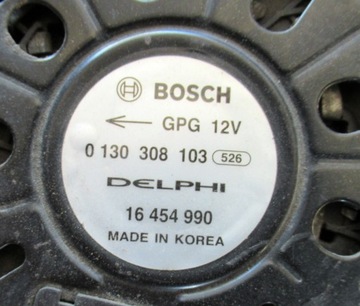 BOSCH
← GPG 12V
0 130 308 103 526
DELPHI
16 454 990
MADE IN KOREA